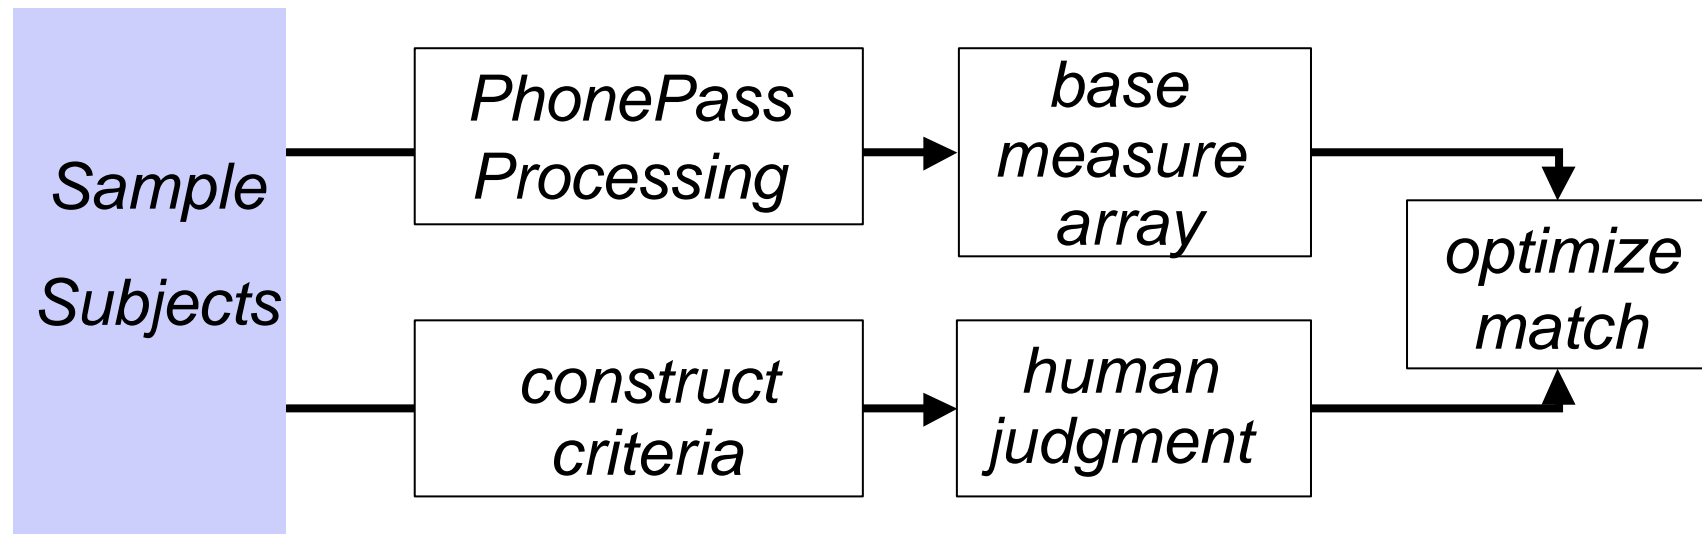 Sample
Subjects
PhonePass
Processing
base
measure
array
construct
criteria
human
judgment
optimize
match